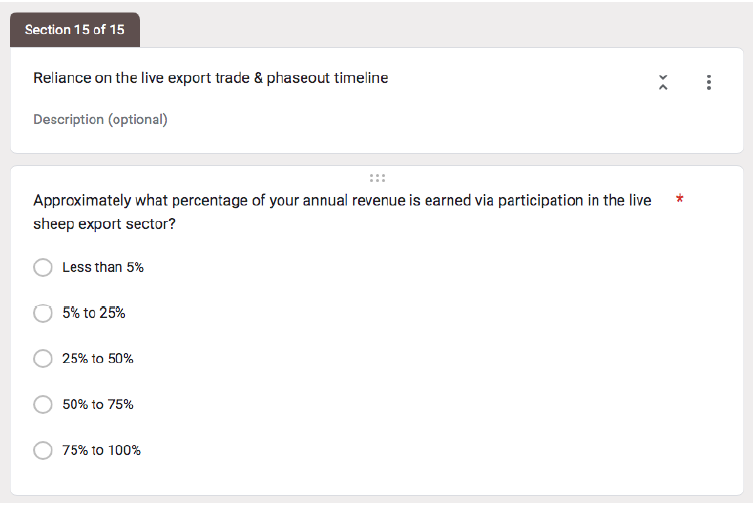 Section 15 of 15
Reliance on the live export trade & phaseout timeline
Description (optional)
Approximately what percentage of your annual revenue is earned via participation in the live *
sheep export sector?
Less than 5%
5% to 25%
25% to 50%
50% to 75%
75% to 100%